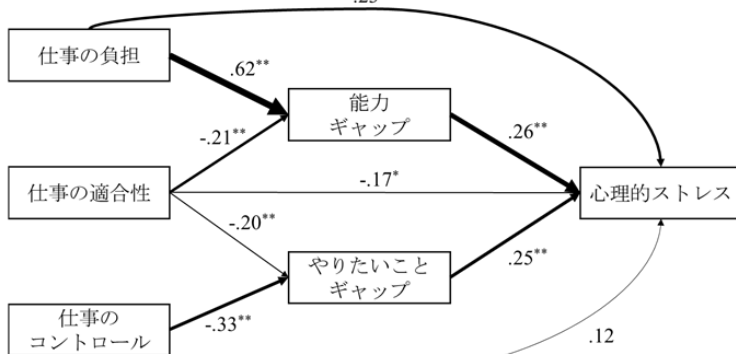 仕事の負担
.62**
能力
ギャップ
-.21**
.26**
仕事の適合性
-.17*
心理的ストレス
-.20**
やりたいこと
ギャップ
.25**
仕事の
コントロール
-.33**
.12